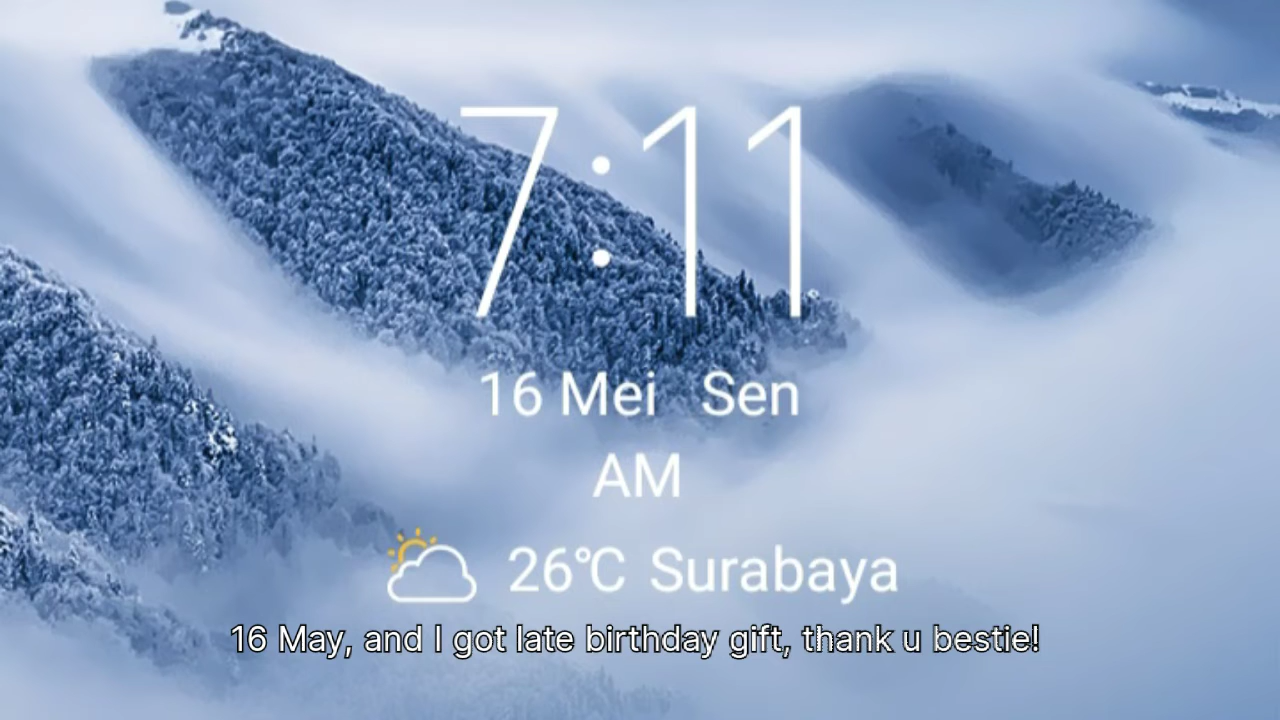 7:11
16 Mei Sen
AM
26℃ Surabaya
16 May, and I got late birthday gift, thank u bestie!